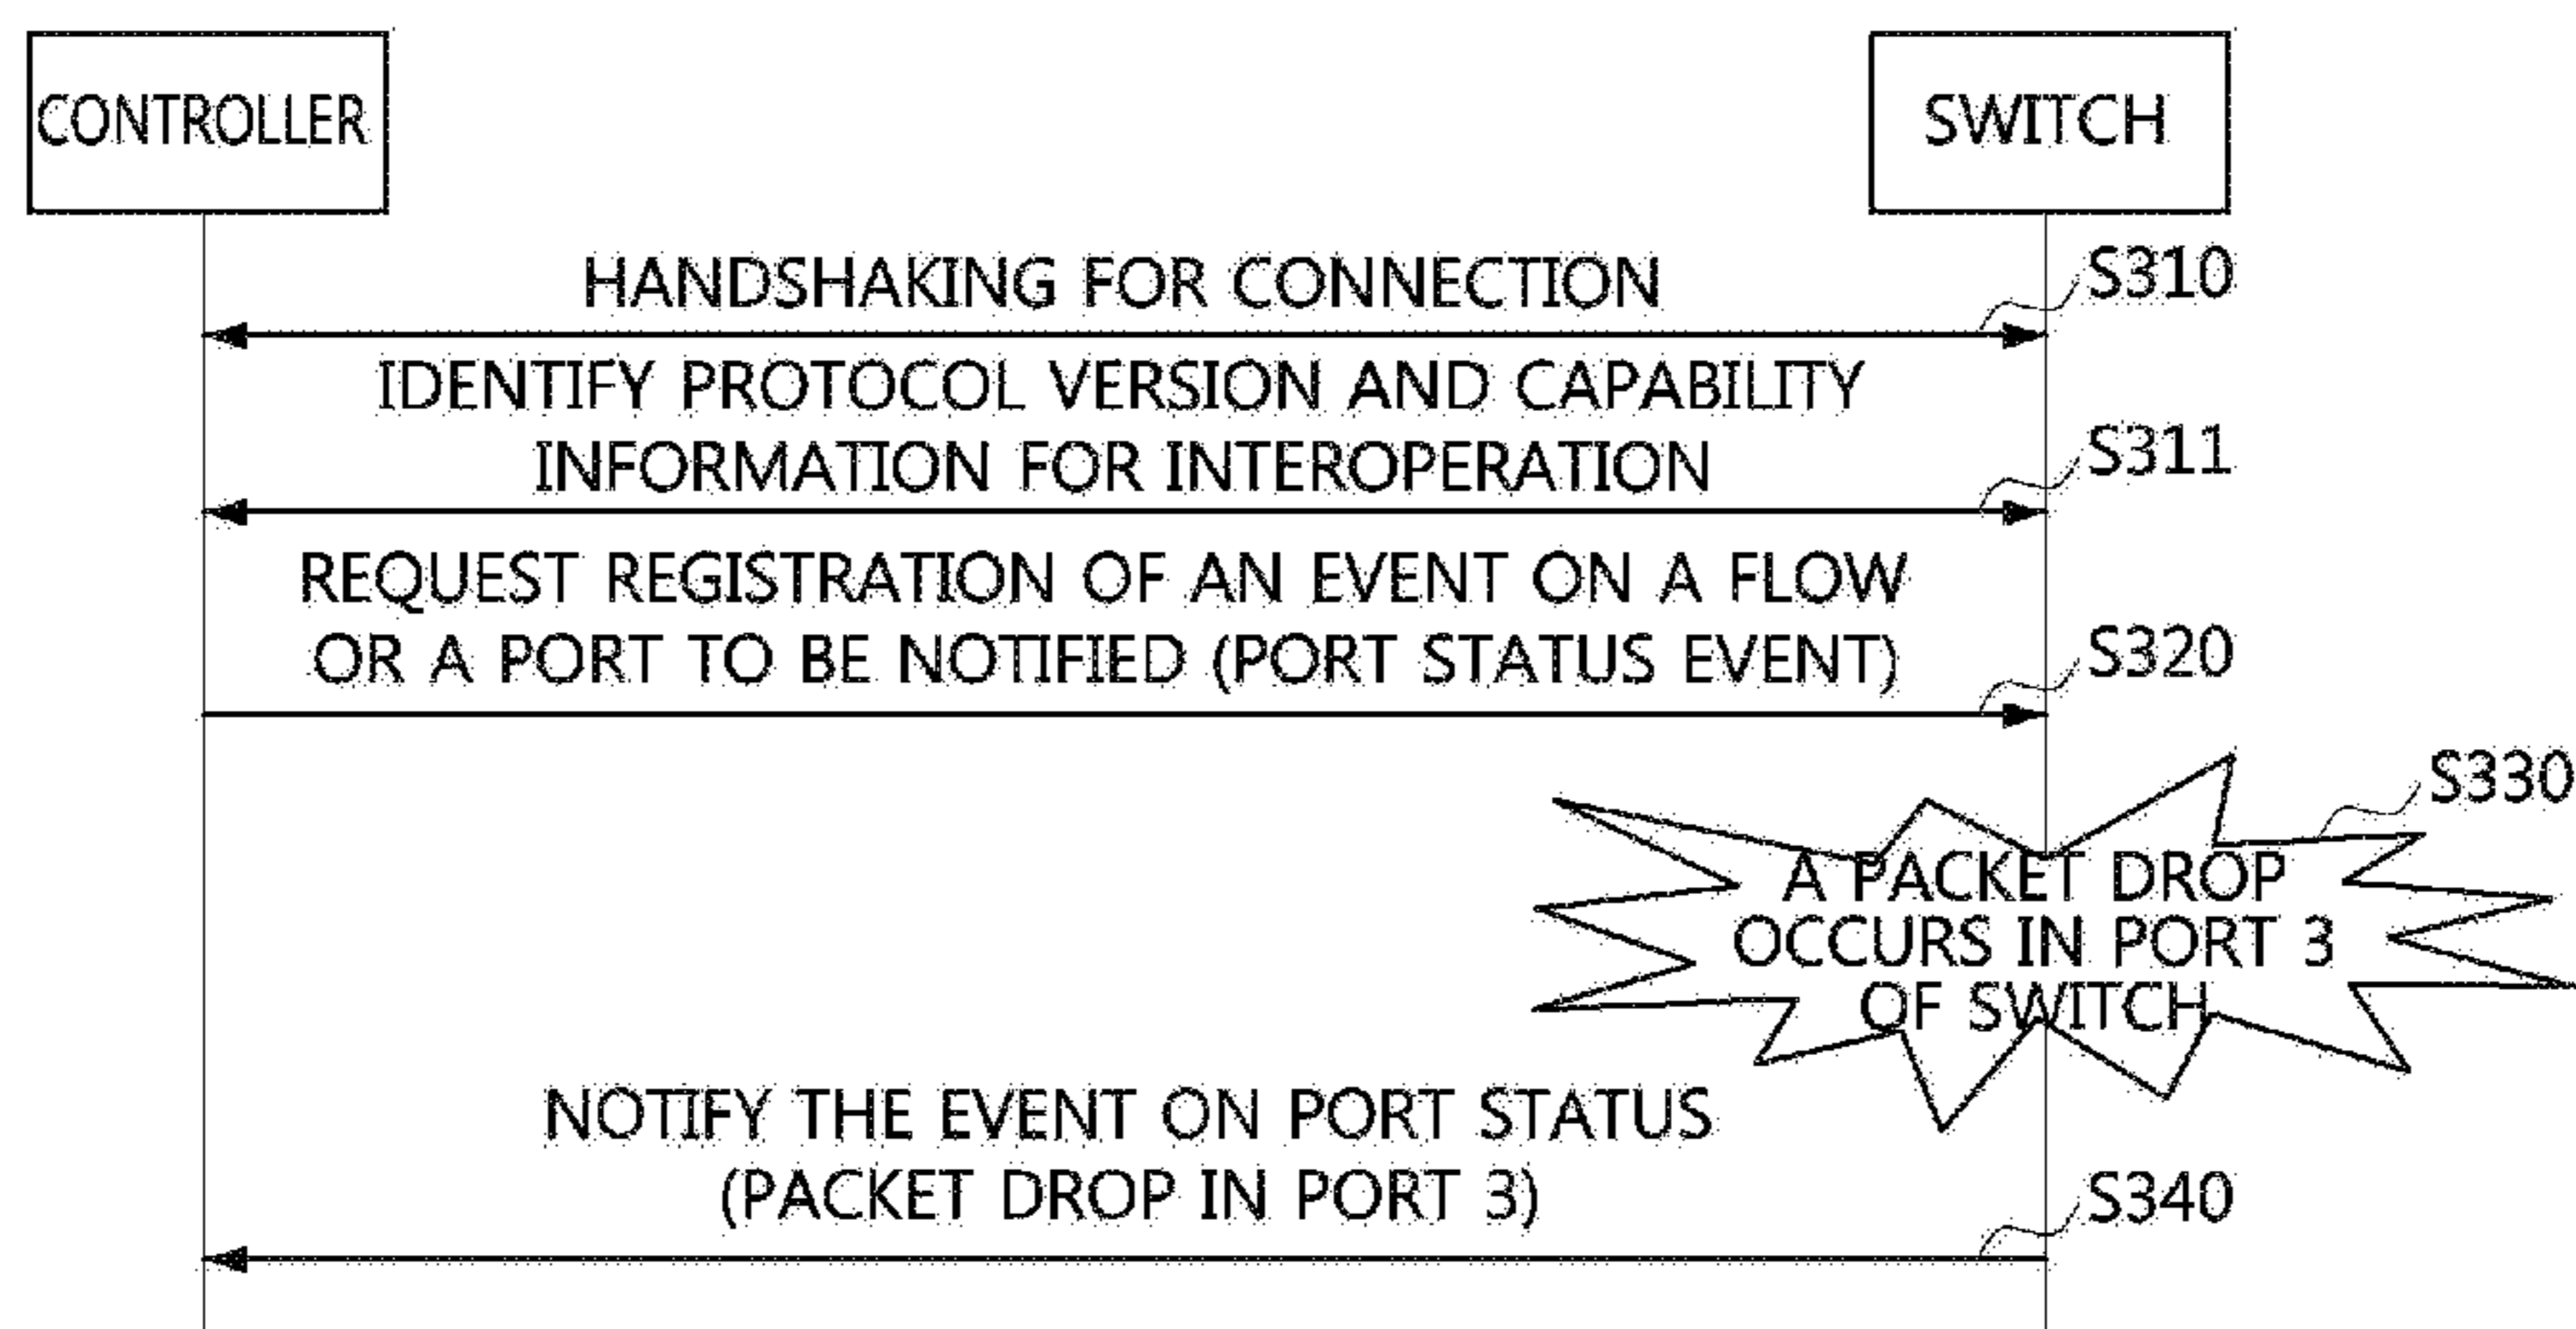 CONTROLLER
SWITCH
HANDSHAKING FOR CONNECTION
S310
IDENTIFY PROTOCOL VERSION AND CAPABILITY
INFORMATION FOR INTEROPERATION
S311
REQUEST REGISTRATION OF AN EVENT ON A FLOW
OR A PORT TO BE NOTIFIED (PORT STATUS EVENT)
S320
S330
A PACKET DROP
OCCURS IN PORT 3
OF SWITCH
NOTIFY THE EVENT ON PORT STATUS
(PACKET DROP IN PORT 3)
S340